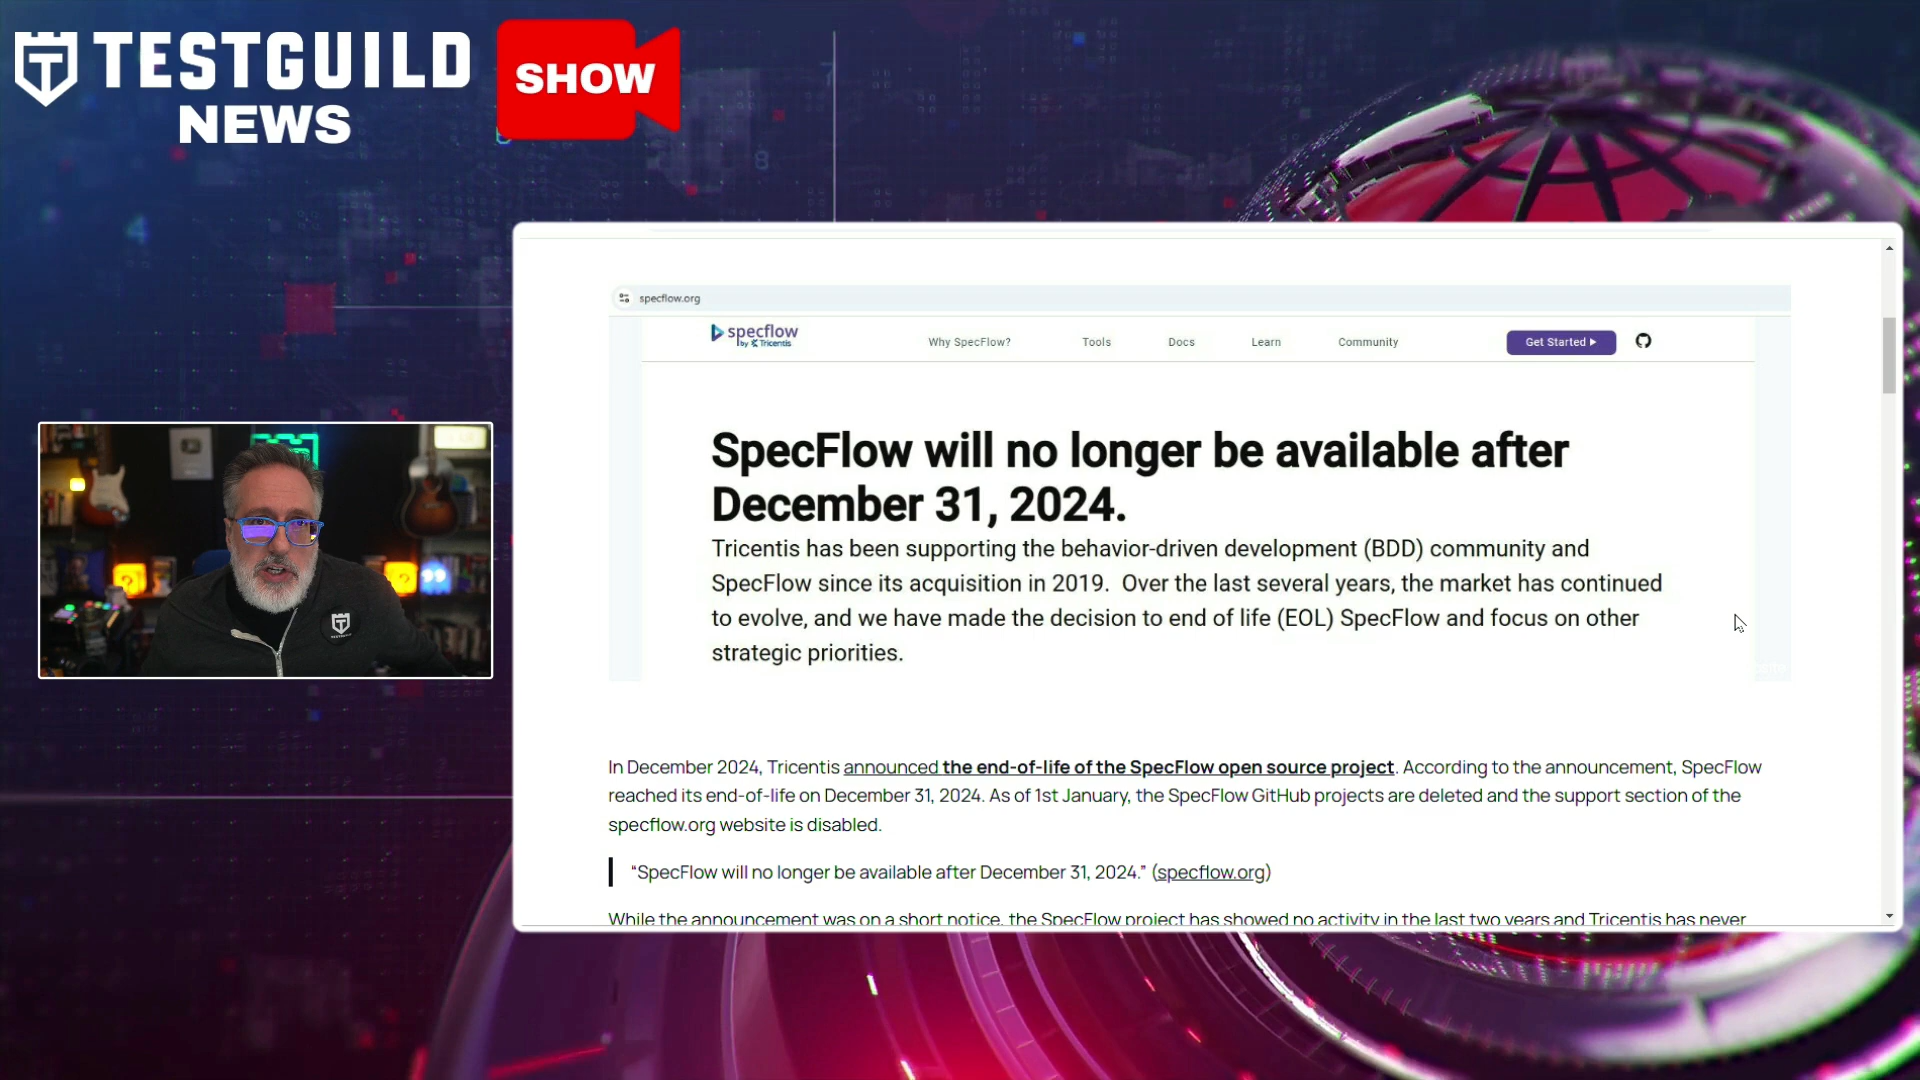 TESTGUILD
NEWS
SHOW
specflow.org
specflow
by Tricentis
Why SpecFlow?
Tools
Docs
Learn
Community
Get Started
SpecFlow will no longer be available after
December 31, 2024.
Tricentis has been supporting the behavior-driven development (BDD) community and
SpecFlow since its acquisition in 2019. Over the last several years, the market has continued
to evolve, and we have made the decision to end of life (EOL) SpecFlow and focus on other
strategic priorities.
In December 2024, Tricentis announced the end-of-life of the SpecFlow open source project. According to the announcement, SpecFlow
reached its end-of-life on December 31, 2024. As of 1st January, the SpecFlow GitHub projects are deleted and the support section of the
specflow.org website is disabled.
“SpecFlow will no longer be available after December 31, 2024.” (specflow.org)
While the announcement was on a short notice, the SpecFlow project has showed no activity in the last two years and Tricentis has never